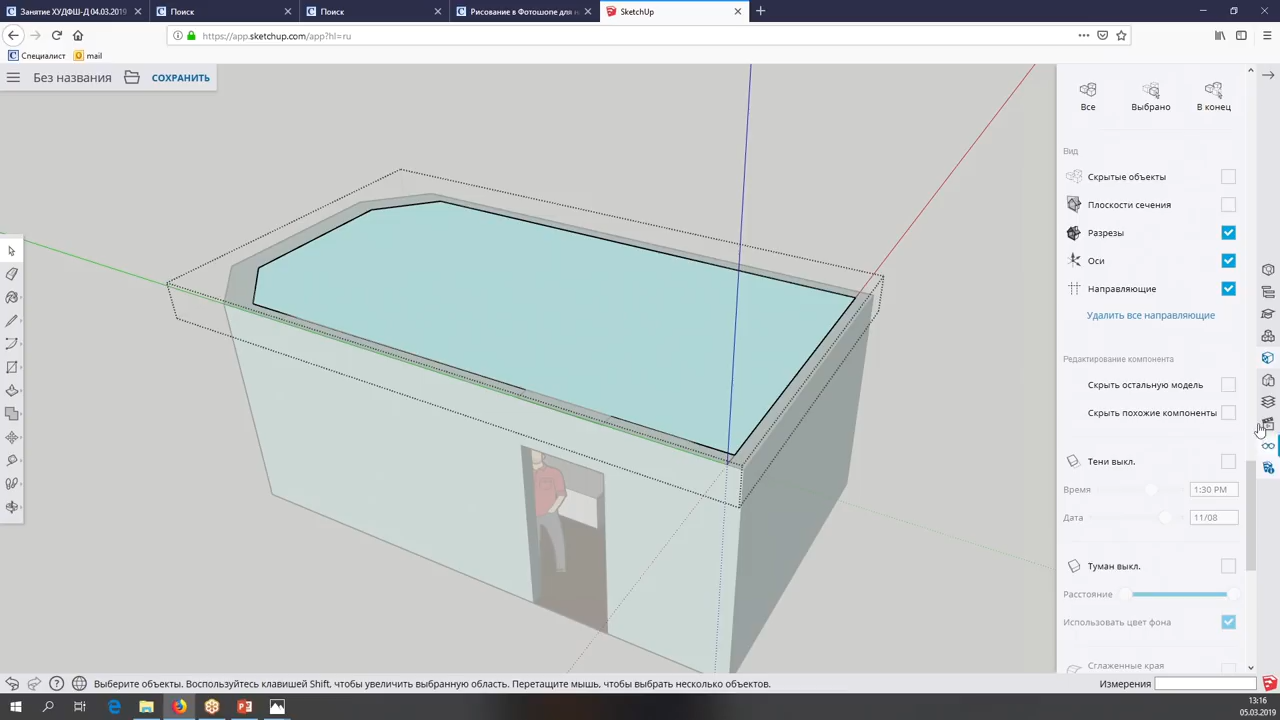 Занятие ХУДФШ-Д 04.03.2019
Поиск
Поиск
Рисование в Фотошопе для н
SketchUp
https://app.sketchup.com/app?hl=ru
Специалист
mail
Без названия
СОХРАНИТЬ
Все
Выбрано
В конец
Вид
Скрытые объекты
Плоскости сечения
Разрезы
Оси
Направляющие
Удалить все направляющие
Редактирование компонента
Скрыть остальную модель
Скрыть похожие компоненты
Тени выкл.
Время 1:30 PM
Дата 11/08
Туман выкл.
Расстояние
Использовать цвет фона
Сглаженные края
Выберите объекты. Воспользуйтесь клавишей Shift, чтобы увеличить выбранную область. Перетащите мышь, чтобы выбрать несколько объектов.
Измерения
13:16
05.03.2019